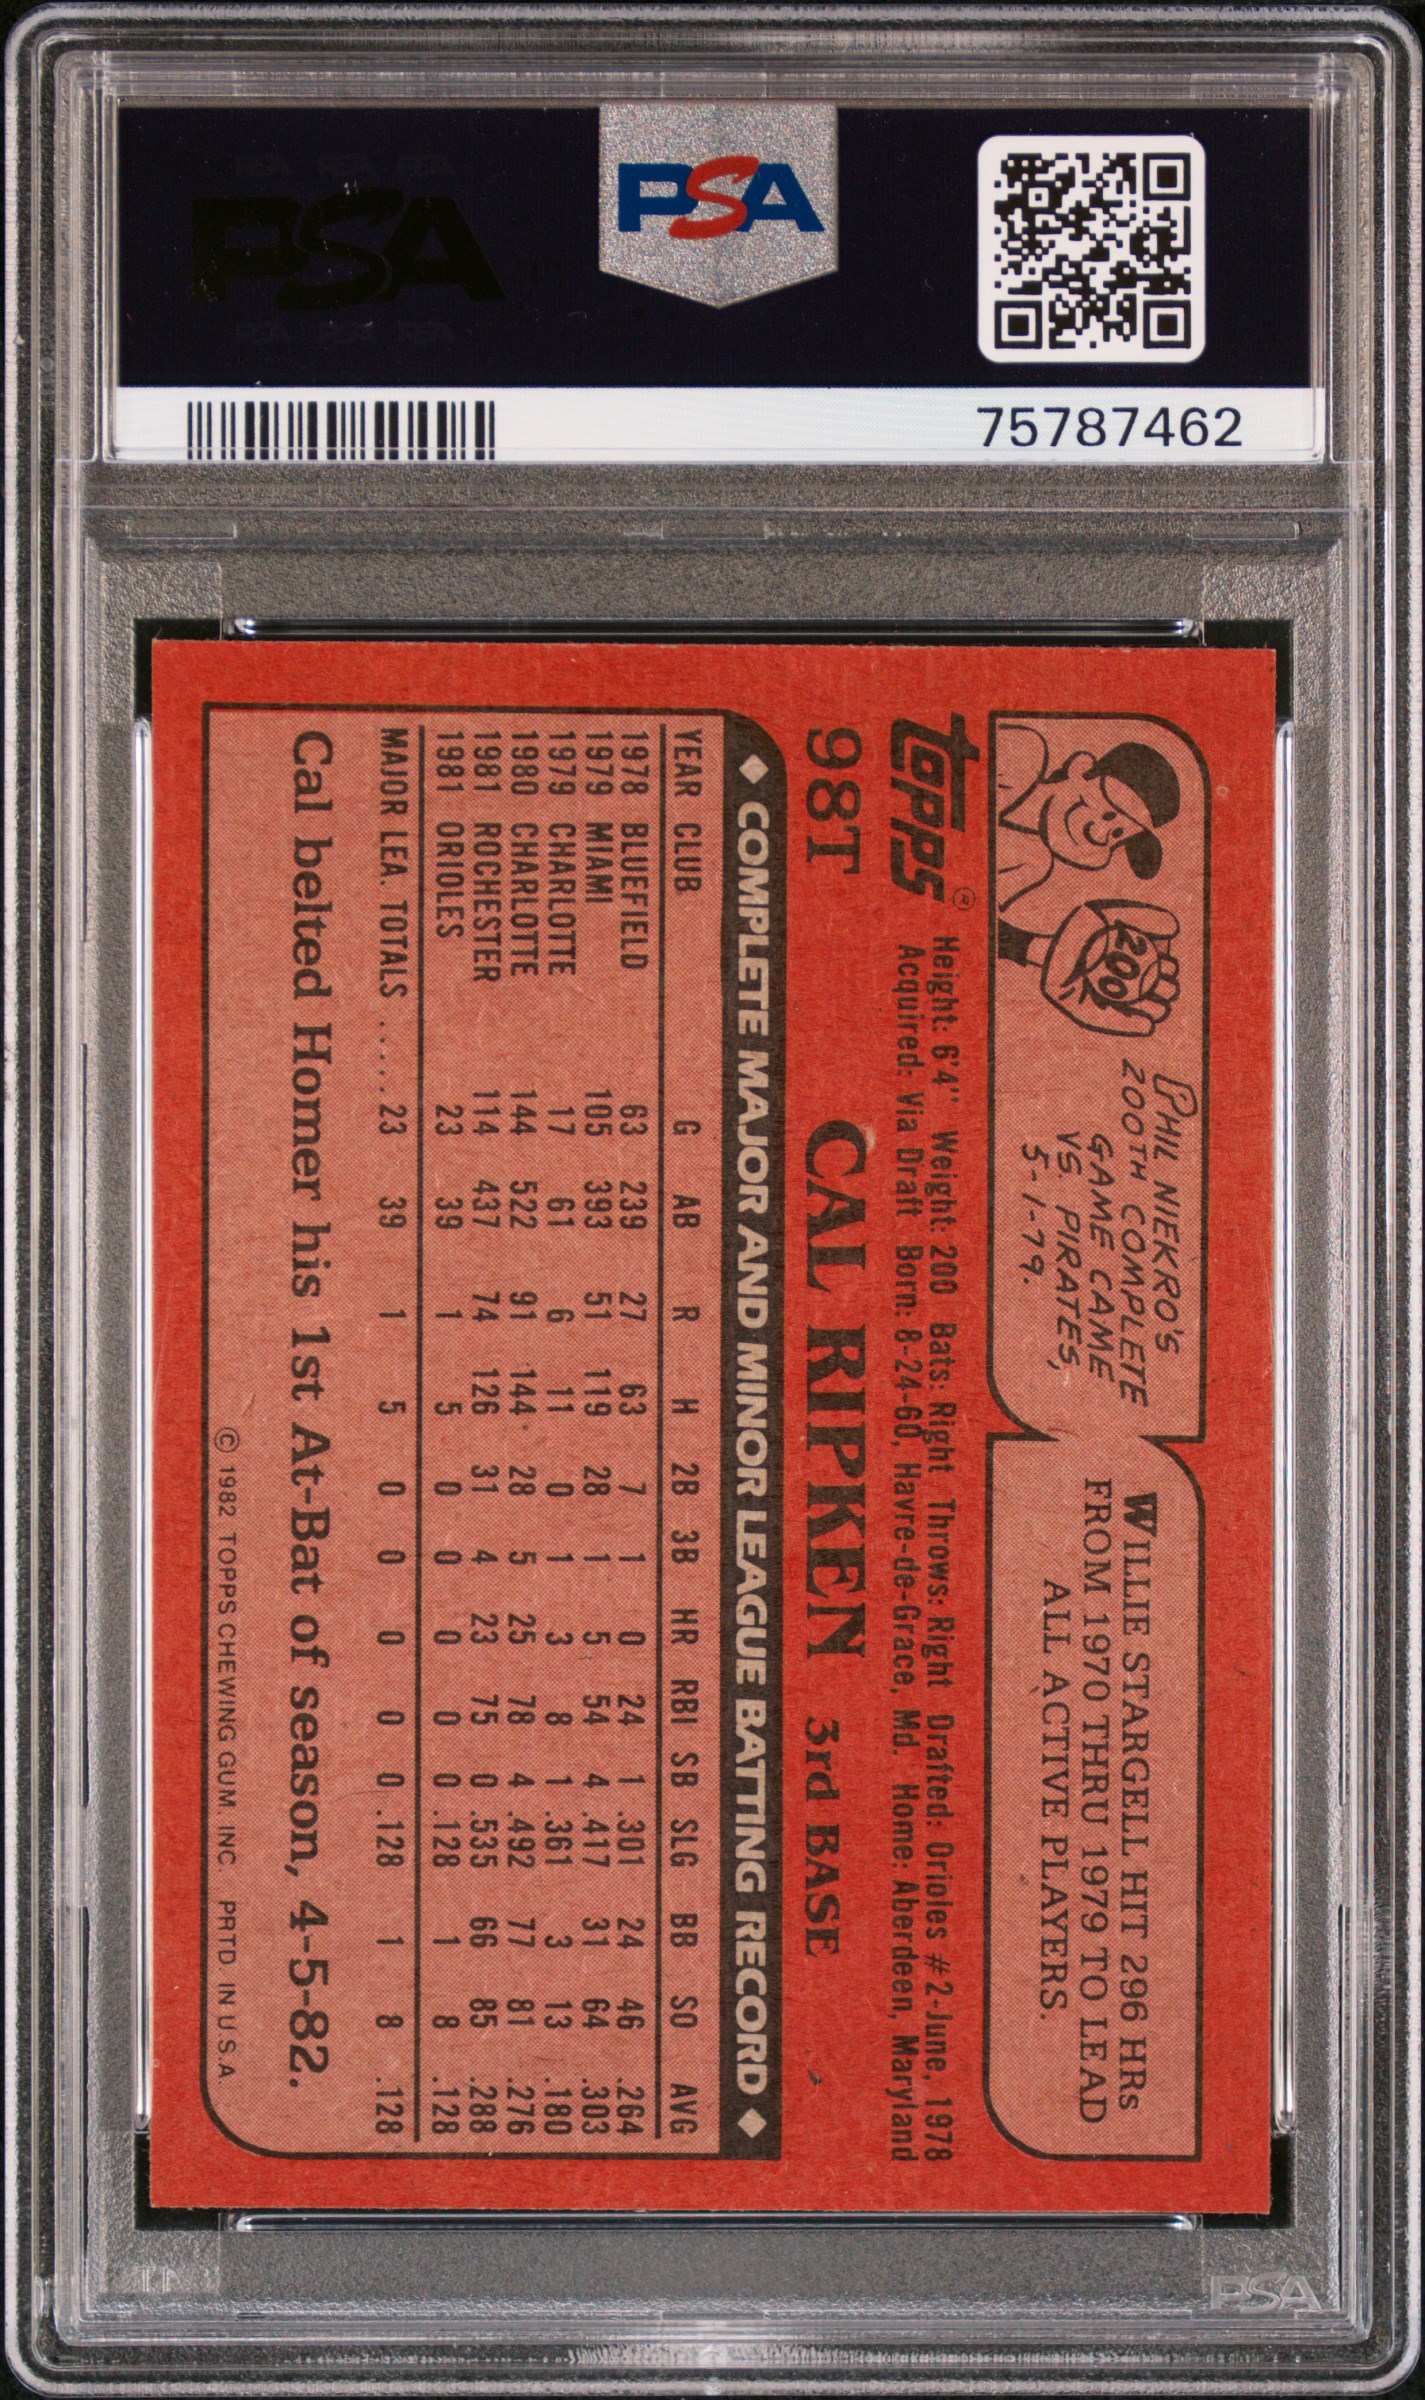 PSA
PSA
75787462
PHIL NIEKRO'S
200TH COMPLETE
GAME CAME
VS. PIRATES,
5-1-79.
200
WILLIE STARGELL HIT 296 HRs
FROM 1970 THRU 1979 TO LEAD
ALL ACTIVE PLAYERS.
Topps®
Height: 6'4" Weight: 200 Bats: Right Throws: Right Drafted: Orioles #2-June, 1978
Acquired: Via Draft Born: 8-24-60, Havre-de-Grace, Md. Home: Aberdeen, Maryland
98T CAL RIPKEN 3rd BASE
◆ COMPLETE MAJOR AND MINOR LEAGUE BATTING RECORD ◆
YEAR CLUB G AB R H 2B 3B HR RBI SB SLG BB SO AVG
1978 BLUEFIELD 63 239 27 63 7 1 0 24 1 .301 24 46 .264
1979 MIAMI 105 393 51 119 28 1 5 54 4 .417 31 64 .303
1979 CHARLOTTE 17 61 6 11 0 1 3 8 1 .361 3 13 .180
1980 CHARLOTTE 144 522 91 144 28 5 25 78 4 .492 77 81 .276
1981 ROCHESTER 114 437 74 126 31 4 23 75 0 .535 66 85 .288
1981 ORIOLES 23 39 1 5 0 0 0 0 0 .128 1 8 .128
MAJOR LEA. TOTALS ..... 23 39 1 5 0 0 0 0 0 .128 1 8 .128
Cal belted Homer his 1st At-Bat of season, 4-5-82.
© 1982 TOPPS CHEWING GUM, INC. PRTD. IN U.S.A.
PSA